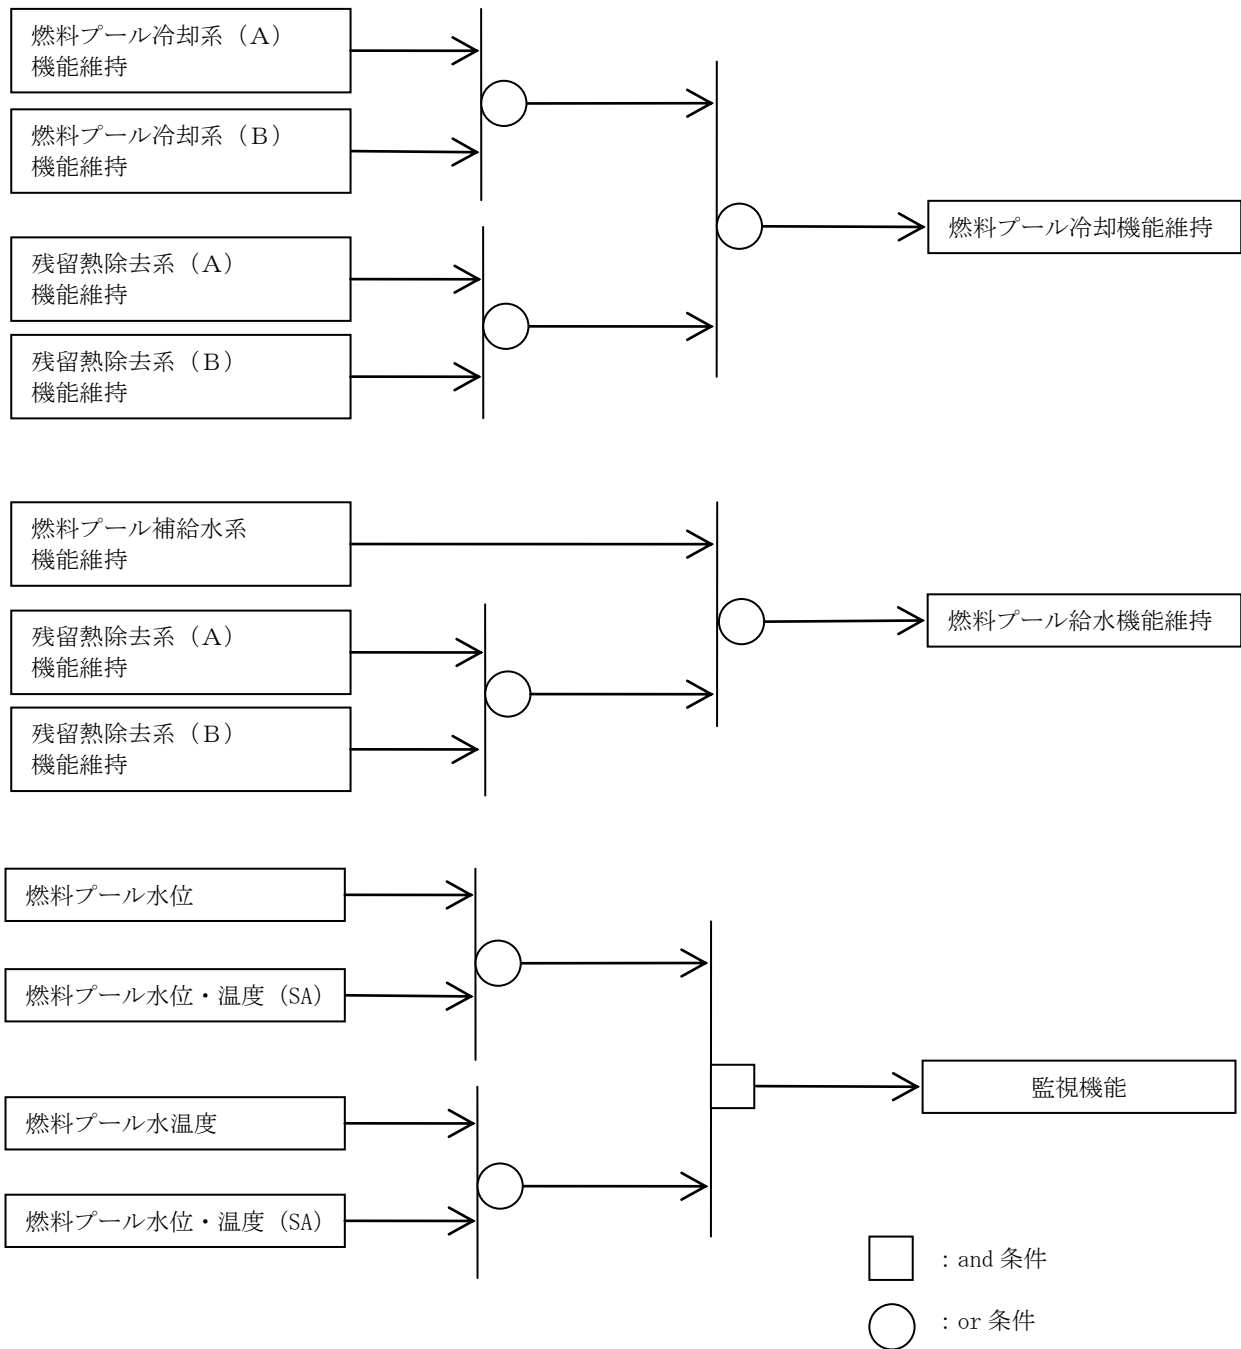 燃料プール冷却系（A）
機能維持
燃料プール冷却系（B）
機能維持
燃料プール冷却機能維持
残留熱除去系（A）
機能維持
残留熱除去系（B）
機能維持
燃料プール補給水系
機能維持
燃料プール給水機能維持
残留熱除去系（A）
機能維持
残留熱除去系（B）
機能維持
燃料プール水位
燃料プール水位・温度（SA）
監視機能
燃料プール水温度
燃料プール水位・温度（SA）
：and 条件
：or 条件